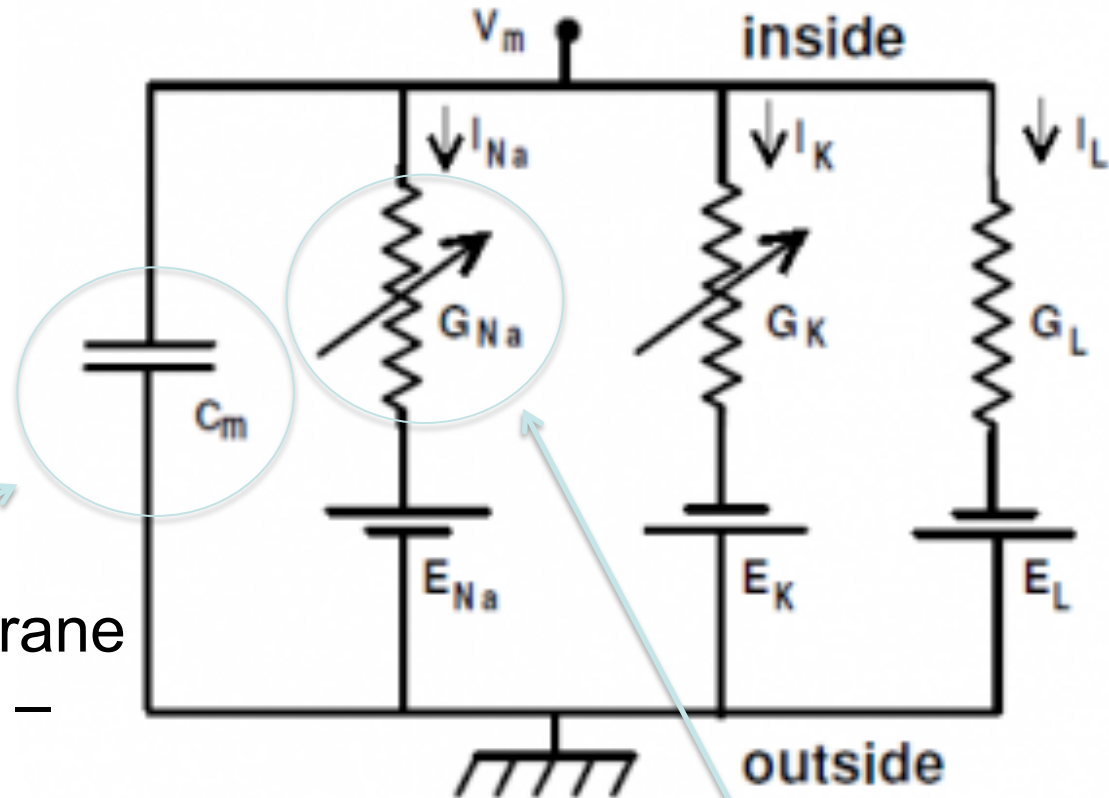 Vm inside
INa IK IL
GNa GK GL
Cm
ENa EK EL
rane
–
outside